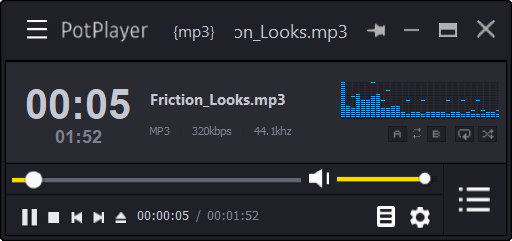 PotPlayer {mp3} on_Looks.mp3
00:05
01:52
Friction_Looks.mp3
MP3 320kbps 44.1khz
A B
00:00:05 / 00:01:52